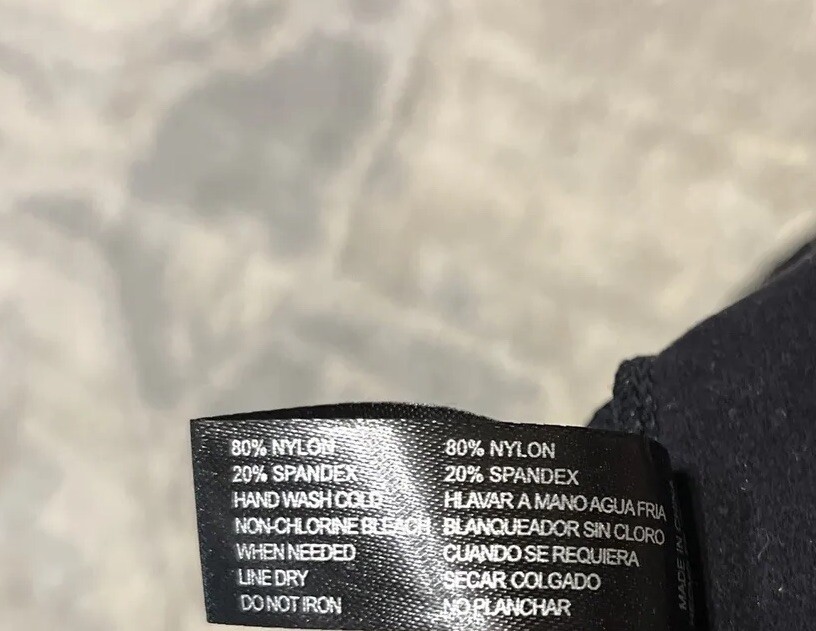 80% NYLON
20% SPANDEX
HAND WASH COLD
NON-CHLORINE BLEACH
WHEN NEEDED
LINE DRY
DO NOT IRON
80% NYLON
20% SPANDEX
HLAVAR A MANO AGUA FRIA
BLANQUEADOR SIN CLORO
CUANDO SE REQUIERA
SECAR COLGADO
NO PLANCHAR
MADE IN